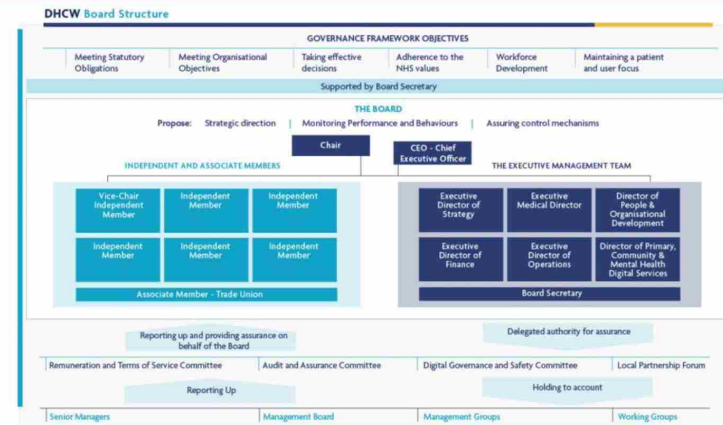 DHCW Board Structure
GOVERNANCE FRAMEWORK OBJECTIVES
Meeting Statutory
Obligations
Meeting Organisational
Objectives
Taking effective
decisions
Adherence to the
NHS values
Workforce
Development
Maintaining a patient
and user focus
Supported by Board Secretary
THE BOARD
Propose: Strategic direction | Monitoring Performance and Behaviours | Assuring control mechanisms
Chair
CEO - Chief
Executive Officer
INDEPENDENT AND ASSOCIATE MEMBERS
THE EXECUTIVE MANAGEMENT TEAM
Vice-Chair
Independent
Member
Independent
Member
Independent
Member
Independent
Member
Independent
Member
Independent
Member
Associate Member - Trade Union
Executive
Director of
Strategy
Executive
Medical Director
Director of
People &
Organisational
Development
Executive
Director of
Finance
Executive
Director of
Operations
Director of Primary,
Community &
Mental Health
Digital Services
Board Secretary
Reporting up and providing assurance on
behalf of the Board
Delegated authority for assurance
Remuneration and Terms of Service Committee
Audit and Assurance Committee
Digital Governance and Safety Committee
Local Partnership Forum
Reporting Up
Holding to account
Senior Managers
Management Board
Management Groups
Working Groups